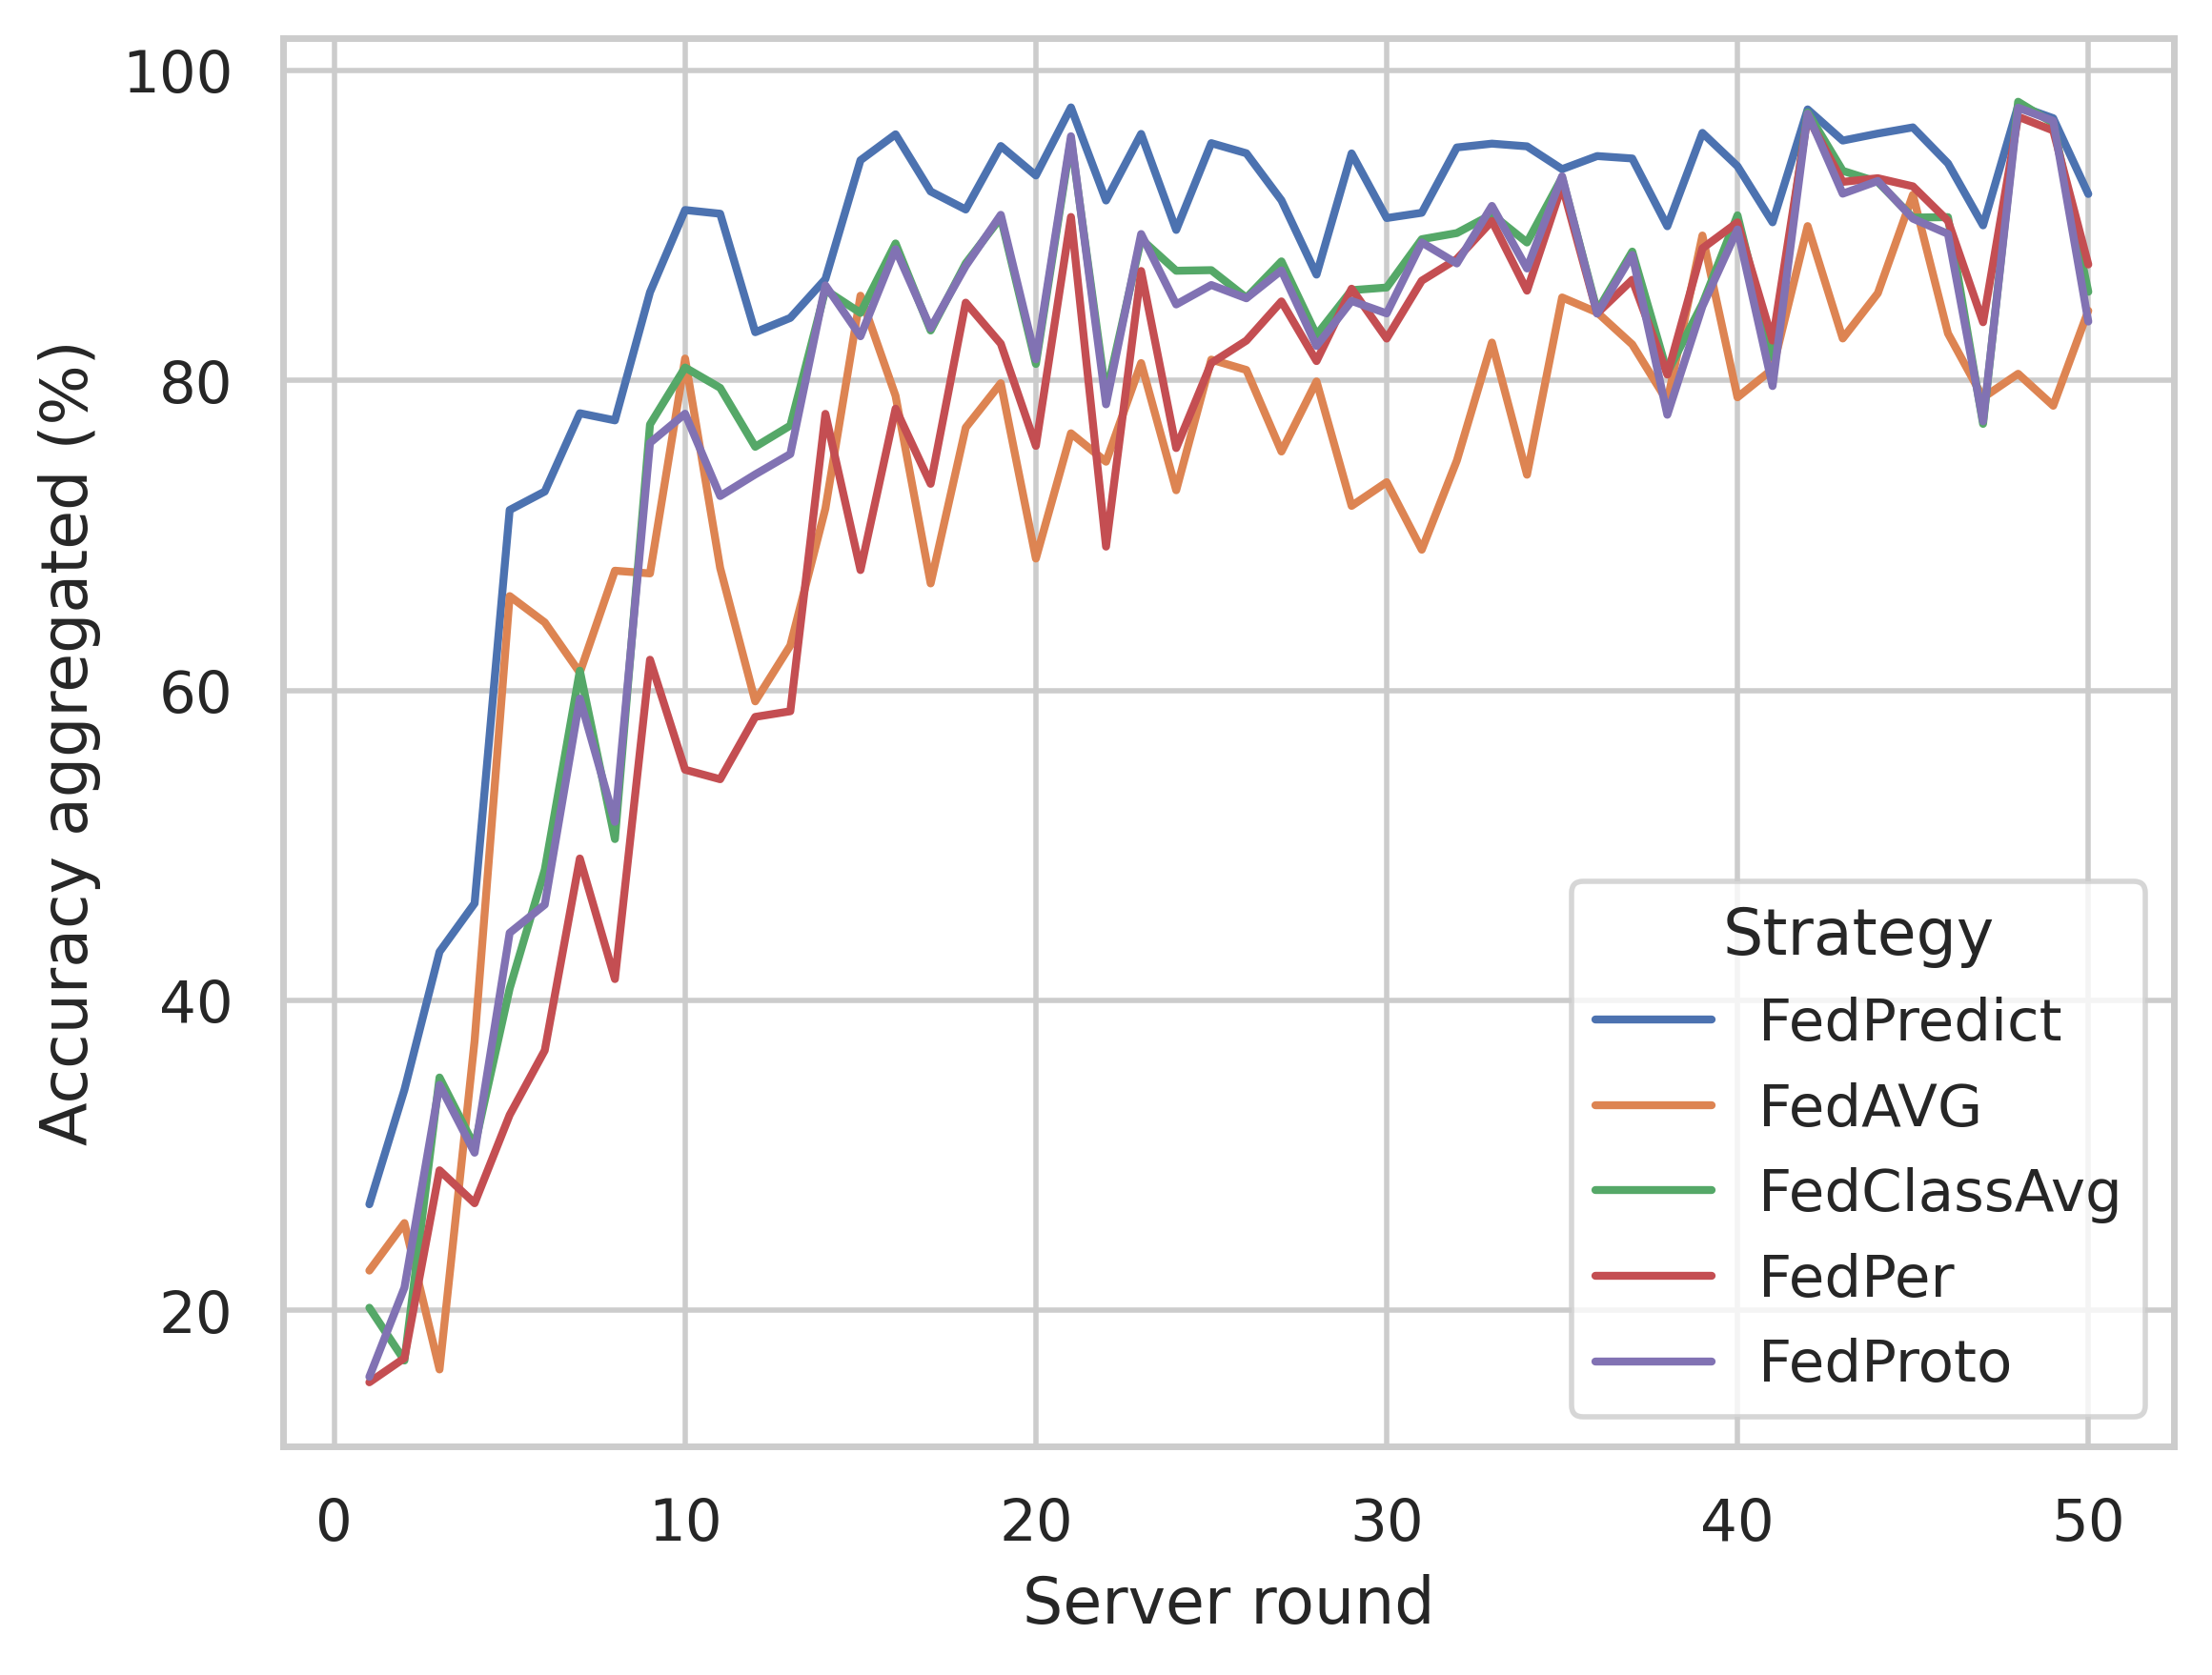 100
80
60
40
20
Accuracy aggregated (%)
Strategy
FedPredict
FedAVG
FedClassAvg
FedPer
FedProto
0 10 20 30 40 50
Server round